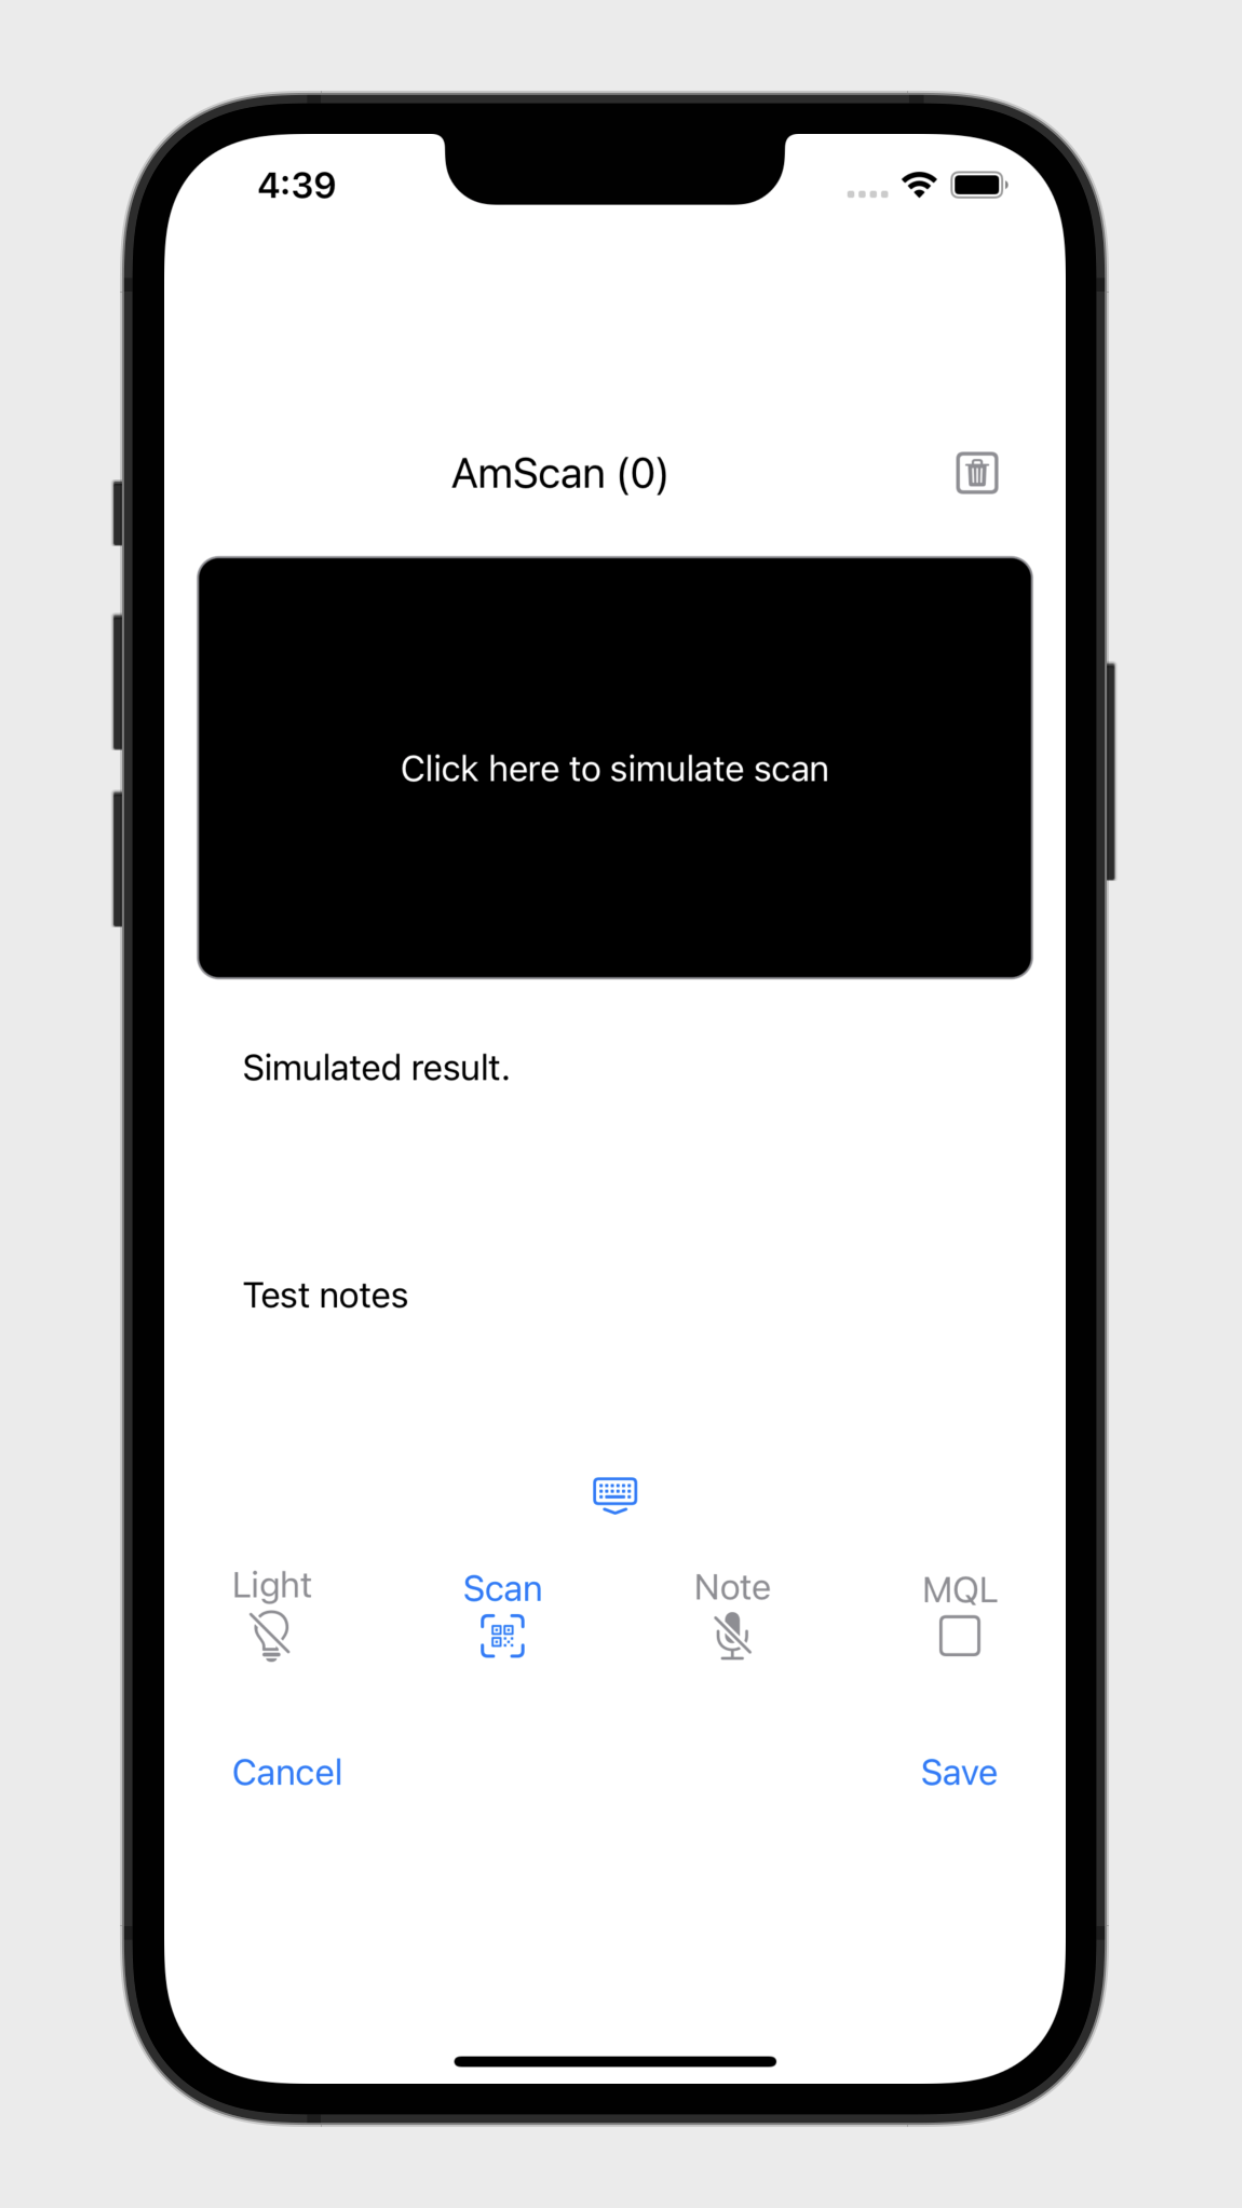 4:39
AmScan (0)
Click here to simulate scan
Simulated result.
Test notes
Light Scan Note MQL
Cancel Save